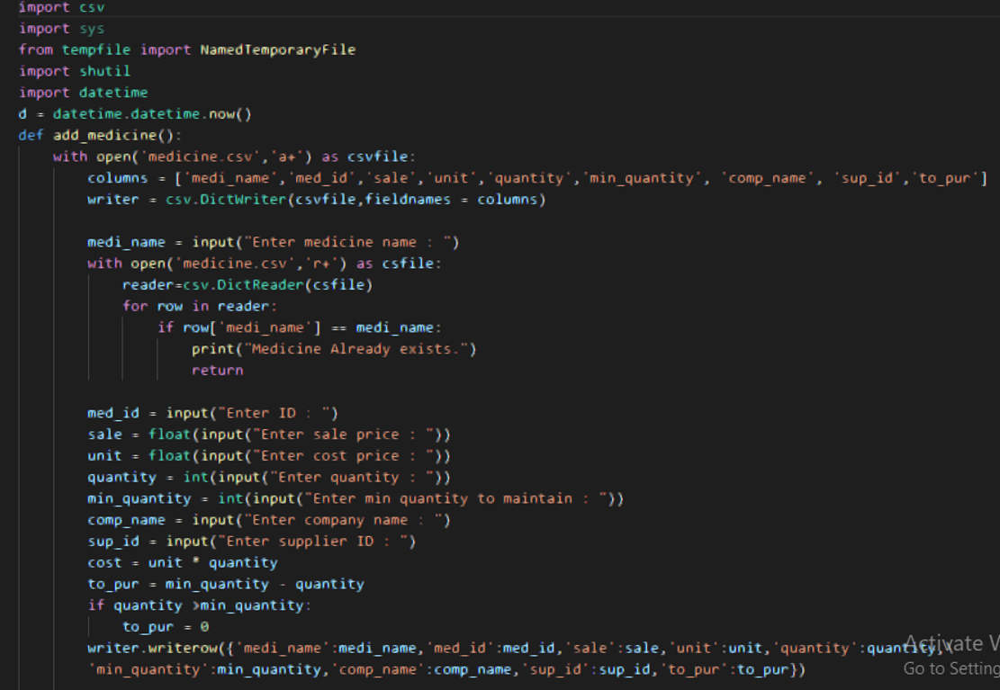 import csv
import sys
from tempfile import NamedTemporaryFile
import shutil
import datetime
d = datetime.datetime.now()
def add_medicine():
    with open('medicine.csv','a+') as csvfile:
        columns = ['medi_name','med_id','sale','unit','quantity','min_quantity', 'comp_name', 'sup_id','to_pur']
        writer = csv.DictWriter(csvfile,fieldnames = columns)

        medi_name = input("Enter medicine name : ")
        with open('medicine.csv','r+') as csfile:
            reader=csv.DictReader(csfile)
            for row in reader:
                if row['medi_name'] == medi_name:
                    print("Medicine Already exists.")
                    return

        med_id = input("Enter ID : ")
        sale = float(input("Enter sale price : "))
        unit = float(input("Enter cost price : "))
        quantity = int(input("Enter quantity : "))
        min_quantity = int(input("Enter min quantity to maintain : "))
        comp_name = input("Enter company name : ")
        sup_id = input("Enter supplier ID : ")
        cost = unit * quantity
        to_pur = min_quantity - quantity
        if quantity >min_quantity:
            to_pur = 0
        writer.writerow({'medi_name':medi_name,'med_id':med_id,'sale':sale,'unit':unit,'quantity':quantity,\
        'min_quantity':min_quantity,'comp_name':comp_name,'sup_id':sup_id,'to_pur':to_pur})
Activate
Go to Setting